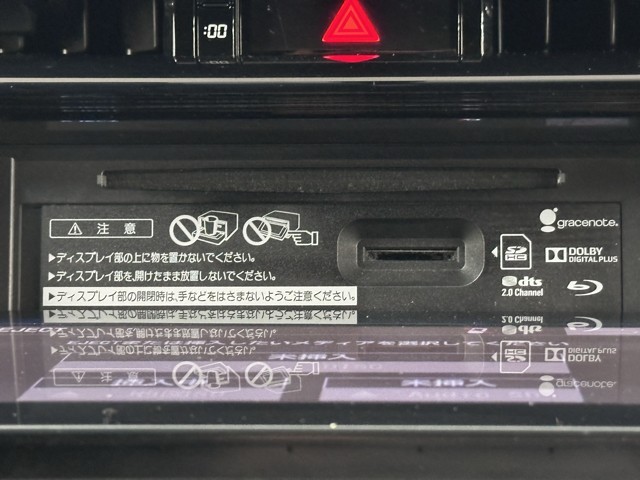 :00
注 意
▶ディスプレイ部の上に物を置かないでください。
▶ディスプレイ部を、開けたまま放置しないでください。
▶ディスプレイ部の開閉時は、手などをはさまないようご注意ください。
gracenote.
SD HC
DOLBY
DIGITAL PLUS
dts
2.0 Channel
未挿入